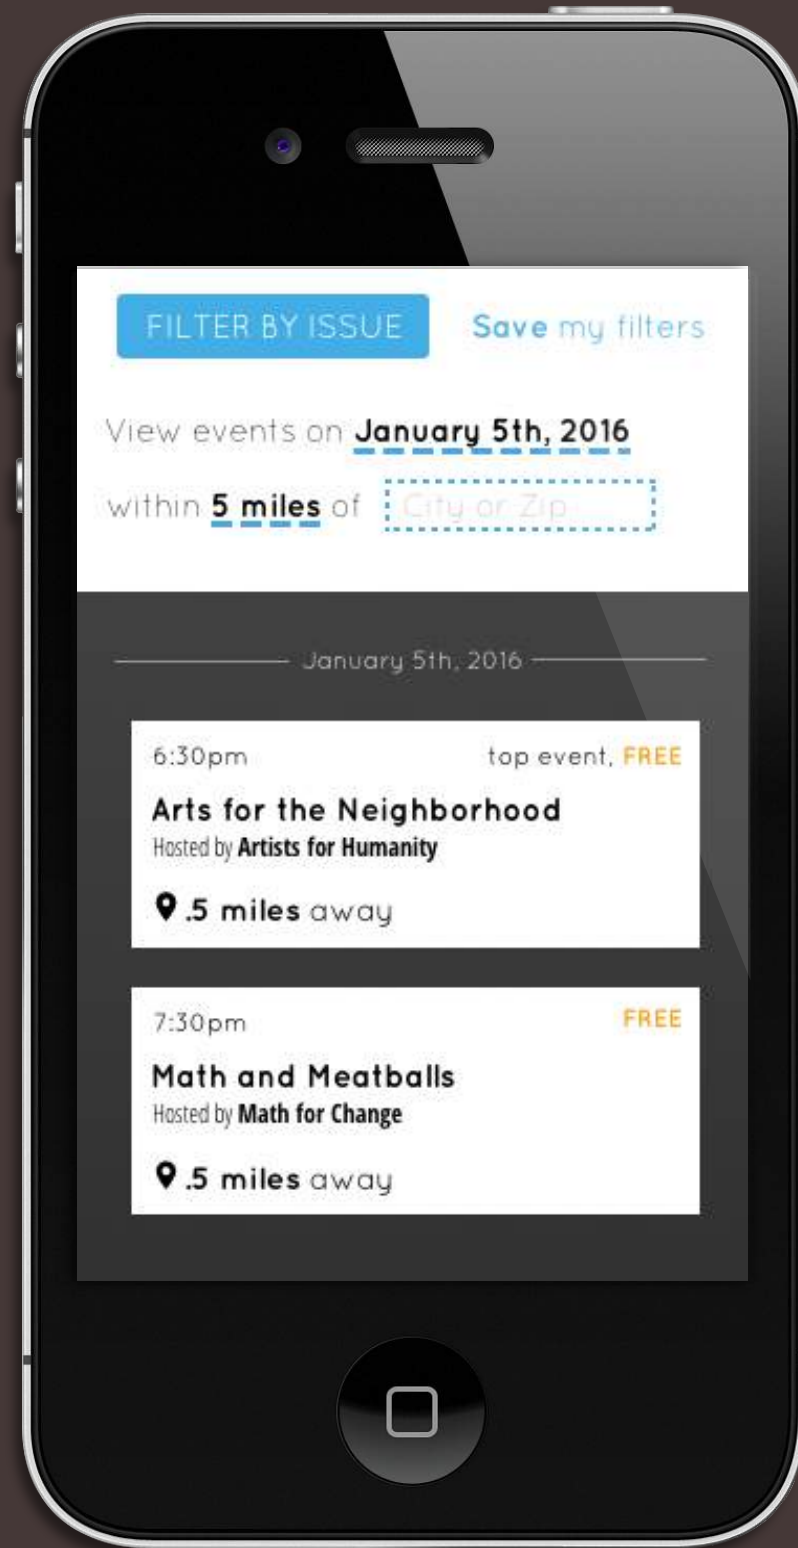 FILTER BY ISSUE Save my filters
View events on January 5th, 2016
within 5 miles of City or Zip
January 5th, 2016
6:30pm top event, FREE
Arts for the Neighborhood
Hosted by Artists for Humanity
.5 miles away
7:30pm FREE
Math and Meatballs
Hosted by Math for Change
.5 miles away